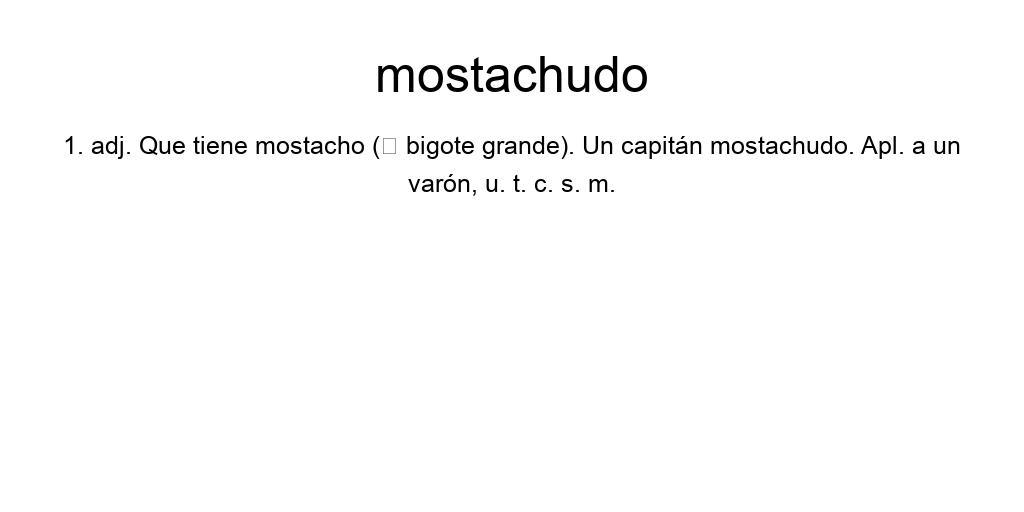 mostachudo
1. adj. Que tiene mostacho (□ bigote grande). Un capitán mostachudo. Apl. a un
varón, u. t. c. s. m.